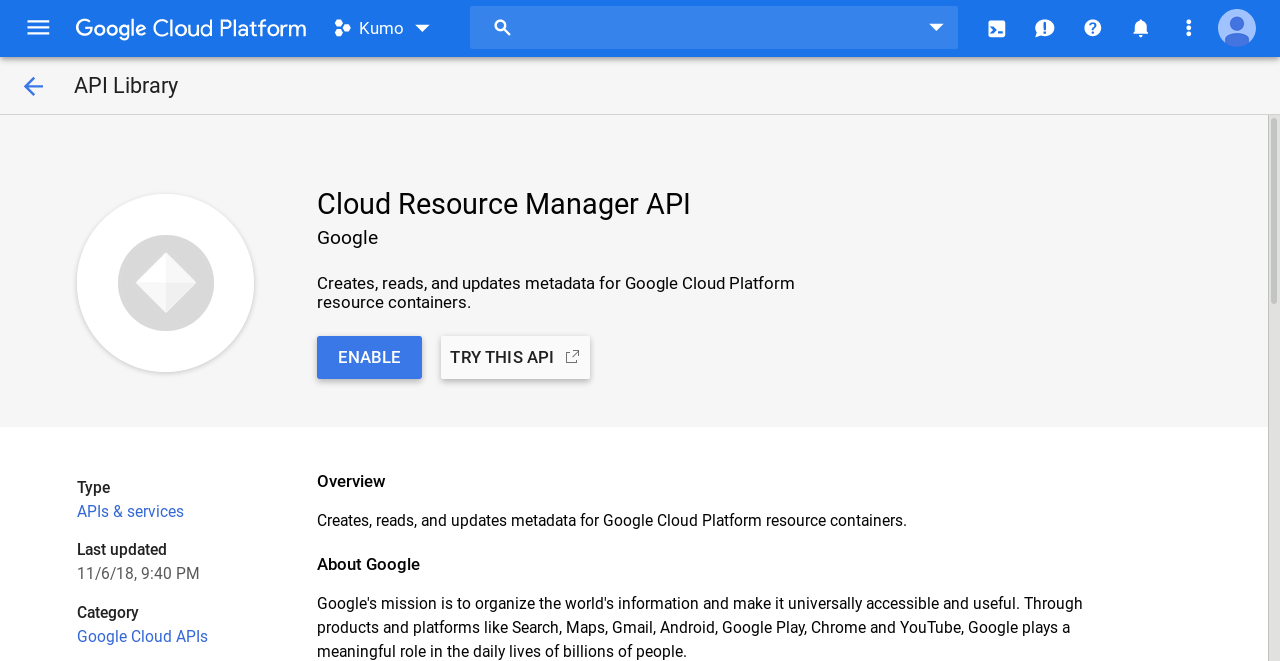 Google Cloud Platform Kumo
API Library
Cloud Resource Manager API
Google
Creates, reads, and updates metadata for Google Cloud Platform
resource containers.
ENABLE TRY THIS API
Type
APIs & services
Last updated
11/6/18, 9:40 PM
Category
Google Cloud APIs
Overview
Creates, reads, and updates metadata for Google Cloud Platform resource containers.
About Google
Google's mission is to organize the world's information and make it universally accessible and useful. Through
products and platforms like Search, Maps, Gmail, Android, Google Play, Chrome and YouTube, Google plays a
meaningful role in the daily lives of billions of people.